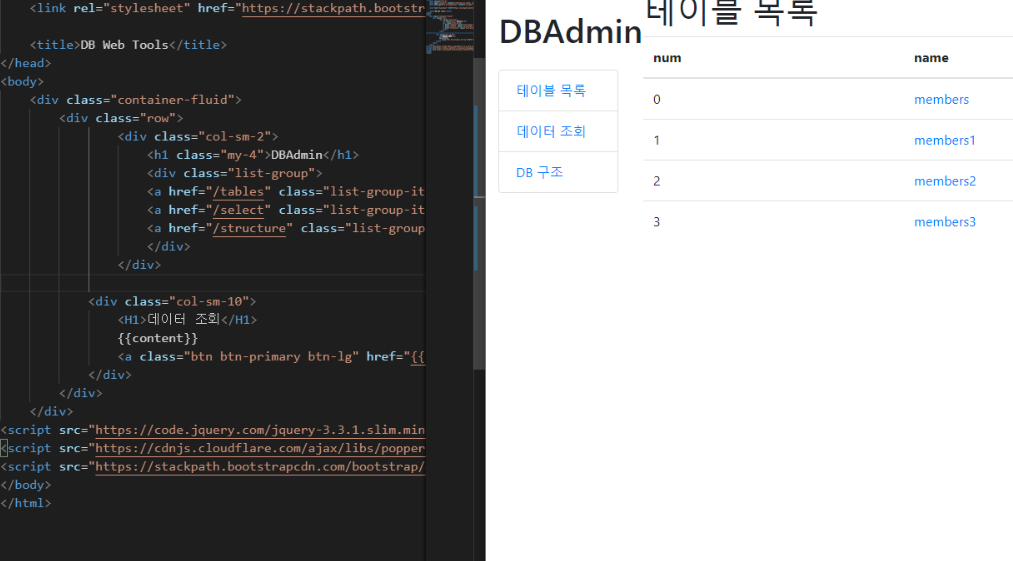 <link rel="stylesheet" href="https://stackpath.bootstr
<title>DB Web Tools</title>
</head>
<body>
<div class="container-fluid">
<div class="row">
<div class="col-sm-2">
<h1 class="my-4">DBAdmin</h1>
<div class="list-group">
<a href="/tables" class="list-group-it
<a href="/select" class="list-group-it
<a href="/structure" class="list-group
</div>
</div>
<div class="col-sm-10">
<H1>데이터 조회</H1>
{{content}}
<a class="btn btn-primary btn-lg" href="{{
</div>
</div>
</div>
<script src="https://code.jquery.com/jquery-3.3.1.slim.min
<script src="https://cdnjs.cloudflare.com/ajax/libs/popper
<script src="https://stackpath.bootstrapcdn.com/bootstrap/
</body>
</html>
DBAdmin
테이블 목록
데이터 조회
DB 구조
테이블 목록
num name
0 members
1 members1
2 members2
3 members3